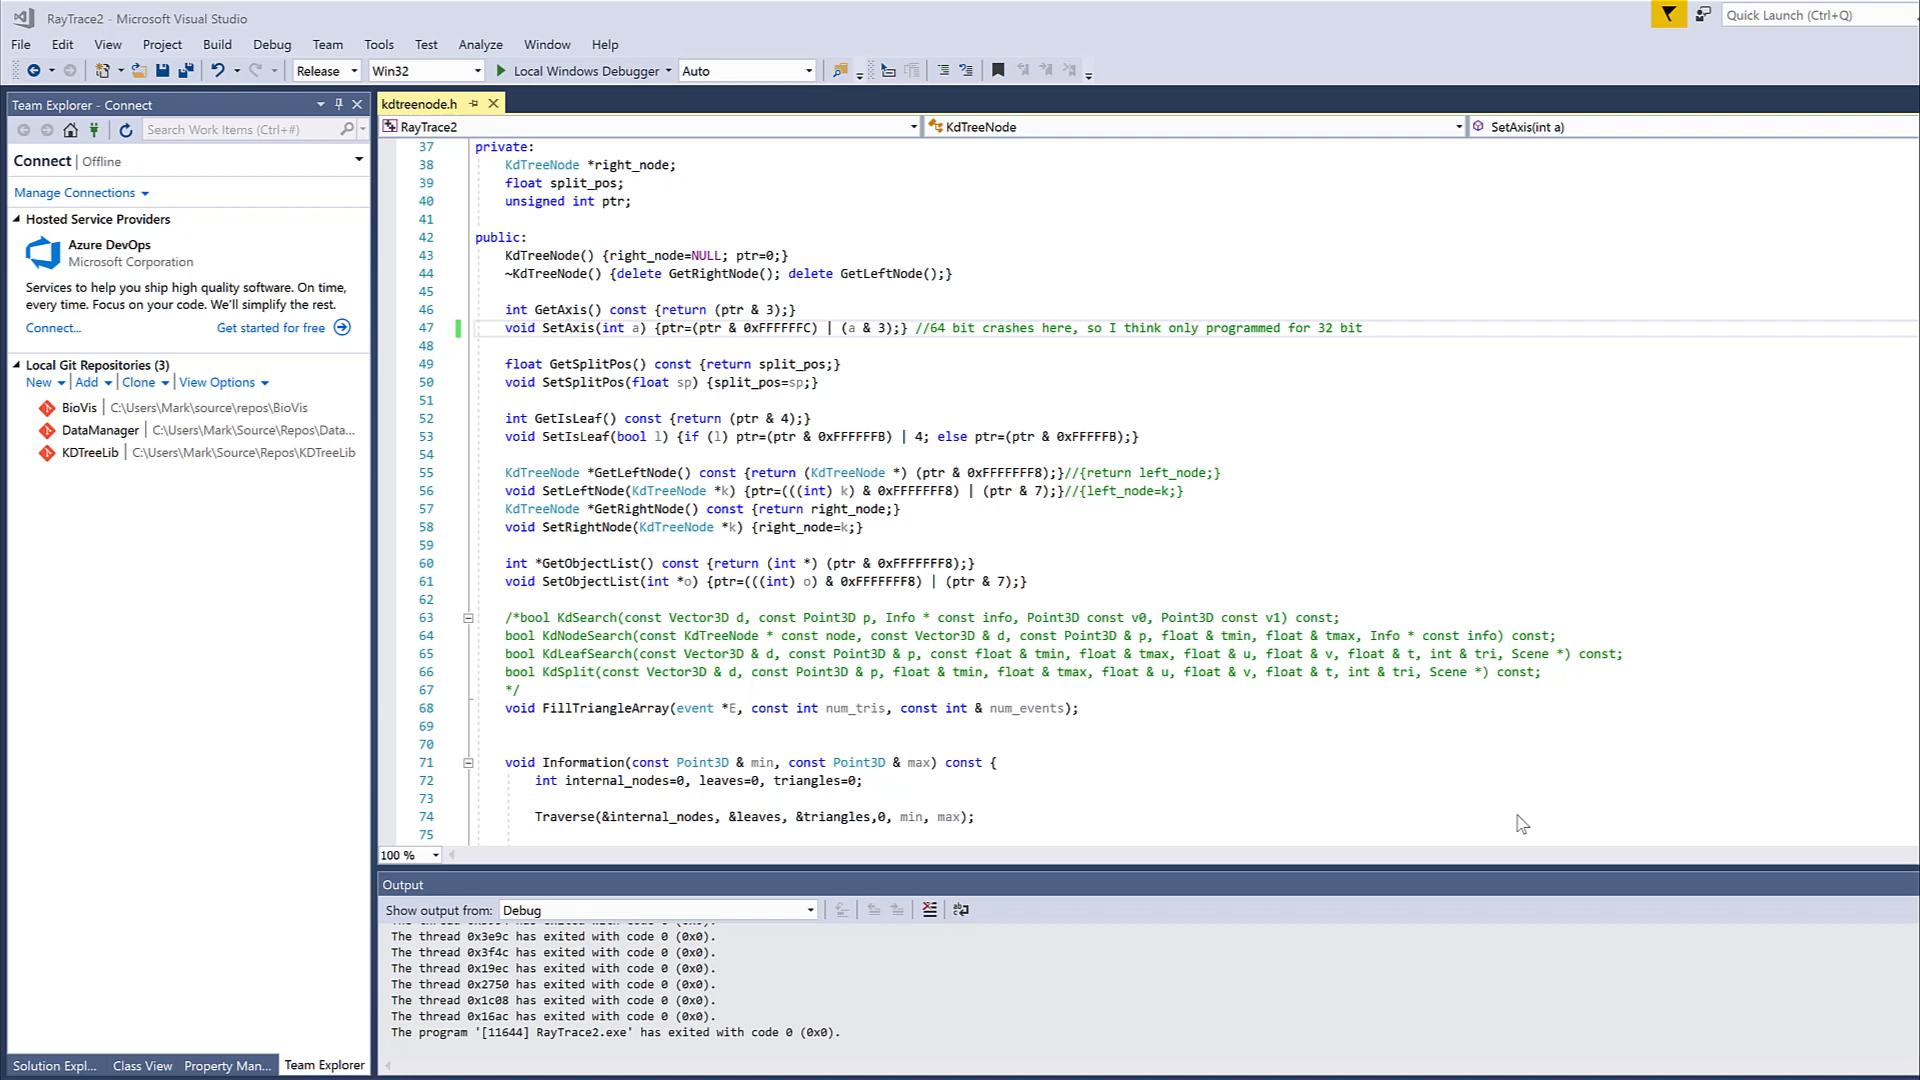 RayTrace2 - Microsoft Visual Studio
Quick Launch (Ctrl+Q)
File Edit View Project Build Debug Team Tools Test Analyze Window Help
Release Win32 Local Windows Debugger Auto
Team Explorer - Connect
Search Work Items (Ctrl+#)
Connect | Offline
Manage Connections
Hosted Service Providers
Azure DevOps
Microsoft Corporation
Services to help you ship high quality software. On time,
every time. Focus on your code. We'll simplify the rest.
Connect... Get started for free
Local Git Repositories (3)
New Add Clone View Options
BioVis | C:\Users\Mark\source\repos\BioVis
DataManager | C:\Users\Mark\Source\Repos\Data...
KDTreeLib | C:\Users\Mark\Source\Repos\KDTreeLib
Solution Expl... Class View Property Man... Team Explorer
kdtreenode.h
RayTrace2 KdTreeNode SetAxis(int a)
37 private:
38 KdTreeNode *right_node;
39 float split_pos;
40 unsigned int ptr;
41
42 public:
43 KdTreeNode() {right_node=NULL; ptr=0;}
44 ~KdTreeNode() {delete GetRightNode(); delete GetLeftNode();}
45
46 int GetAxis() const {return (ptr & 3);}
47 void SetAxis(int a) {ptr=(ptr & 0xFFFFFFFC) | (a & 3);} //64 bit crashes here, so I think only programmed for 32 bit
48
49 float GetSplitPos() const {return split_pos;}
50 void SetSplitPos(float sp) {split_pos=sp;}
51
52 int GetIsLeaf() const {return (ptr & 4);}
53 void SetIsLeaf(bool l) {if (l) ptr=(ptr & 0xFFFFFFFB) | 4; else ptr=(ptr & 0xFFFFFB);}
54
55 KdTreeNode *GetLeftNode() const {return (KdTreeNode *) (ptr & 0xFFFFFFF8);}//{return left_node;}
56 void SetLeftNode(KdTreeNode *k) {ptr=(((int) k) & 0xFFFFFFF8) | (ptr & 7);}//{left_node=k;}
57 KdTreeNode *GetRightNode() const {return right_node;}
58 void SetRightNode(KdTreeNode *k) {right_node=k;}
59
60 int *GetObjectList() const {return (int *) (ptr & 0xFFFFFFF8);}
61 void SetObjectList(int *o) {ptr=(((int) o) & 0xFFFFFFF8) | (ptr & 7);}
62
63 /*bool KdSearch(const Vector3D d, const Point3D p, Info * const info, Point3D const v0, Point3D const v1) const;
64 bool KdNodeSearch(const KdTreeNode * const node, const Vector3D & d, const Point3D & p, float & tmin, float & tmax, Info * const info) const;
65 bool KdLeafSearch(const Vector3D & d, const Point3D & p, const float & tmin, float & tmax, float & u, float & v, float & t, int & tri, Scene *) const;
66 bool KdSplit(const Vector3D & d, const Point3D & p, float & tmin, float & tmax, float & u, float & v, float & t, int & tri, Scene *) const;
67 */
68 void FillTriangleArray(event *E, const int num_tris, const int & num_events);
69
70
71 void Information(const Point3D & min, const Point3D & max) const {
72 int internal_nodes=0, leaves=0, triangles=0;
73
74 Traverse(&internal_nodes, &leaves, &triangles,0, min, max);
75
100 %
Output
Show output from: Debug
The thread 0x3e9c has exited with code 0 (0x0).
The thread 0x3f4c has exited with code 0 (0x0).
The thread 0x19ec has exited with code 0 (0x0).
The thread 0x2750 has exited with code 0 (0x0).
The thread 0x1c08 has exited with code 0 (0x0).
The thread 0x16ac has exited with code 0 (0x0).
The program '[11644] RayTrace2.exe' has exited with code 0 (0x0).